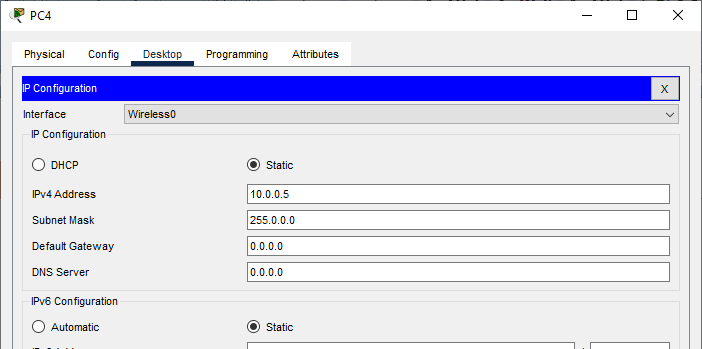 PC4
Physical Config Desktop Programming Attributes
IP Configuration X
Interface Wireless0
IP Configuration
DHCP Static
IPv4 Address 10.0.0.5
Subnet Mask 255.0.0.0
Default Gateway 0.0.0.0
DNS Server 0.0.0.0
IPv6 Configuration
Automatic Static